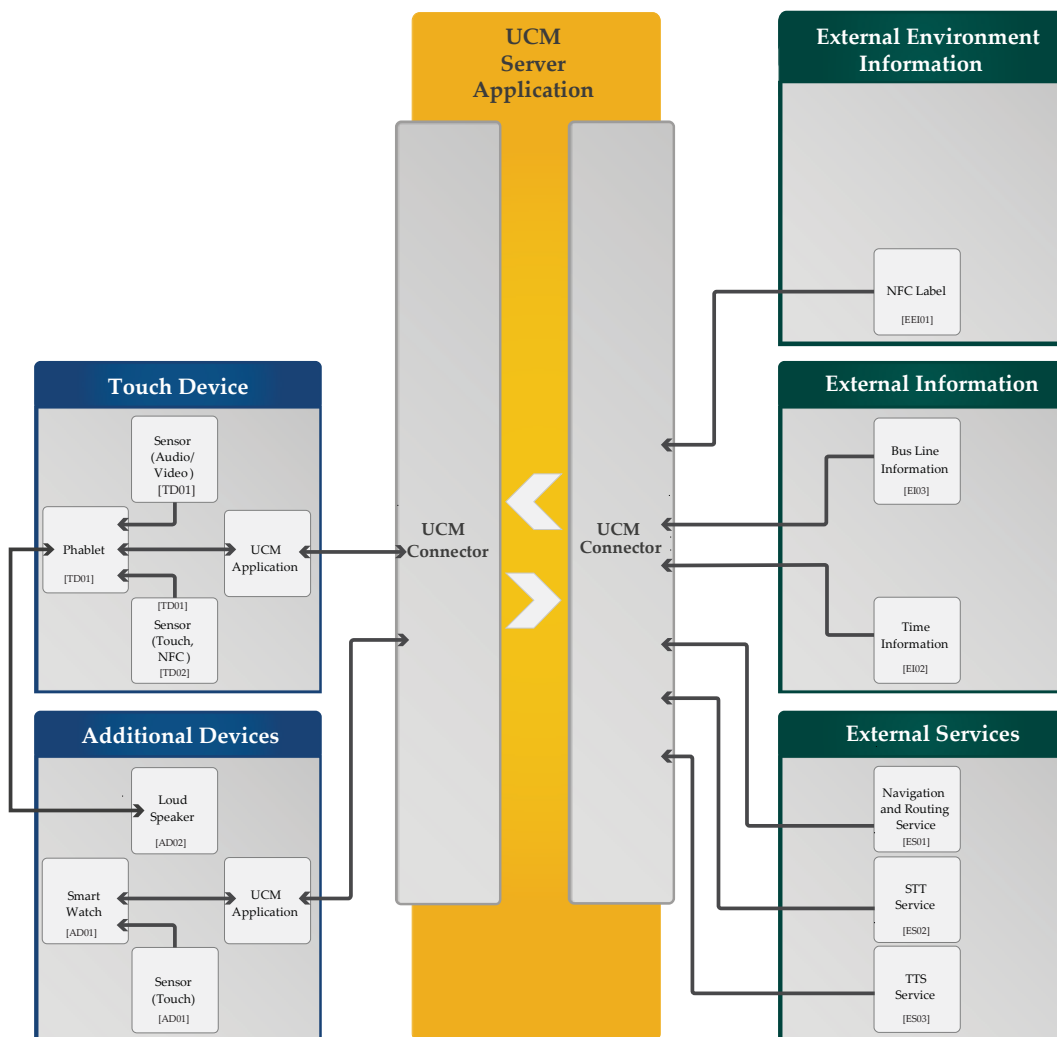 UCM
Server
Application
UCM
Connector
UCM
Connector
Touch Device
Sensor
(Audio/
Video)
[TD01]
Phablet
[TD01]
UCM
Application
[TD01]
Sensor
(Touch,
NFC)
[TD02]
Additional Devices
Loud
Speaker
[AD02]
Smart
Watch
[AD01]
UCM
Application
Sensor
(Touch)
[AD01]
External Environment
Information
NFC Label
[EEI01]
External Information
Bus Line
Information
[EI03]
Time
Information
[EI02]
External Services
Navigation
and Routing
Service
[ES01]
STT
Service
[ES02]
TTS
Service
[ES03]